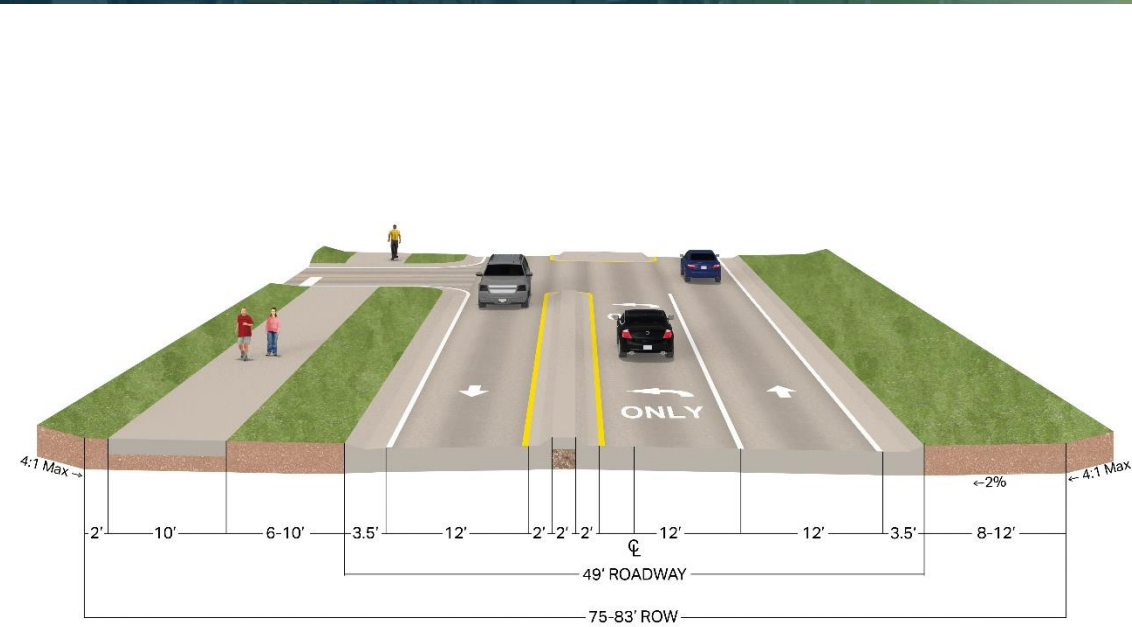 ONLY
4:1 Max →
← 4:1 Max
←2%
2' 10' 6-10' 3.5' 12' 2' 2' 2' 12' 12' 3.5' 8-12'
℄
49' ROADWAY
75-83' ROW